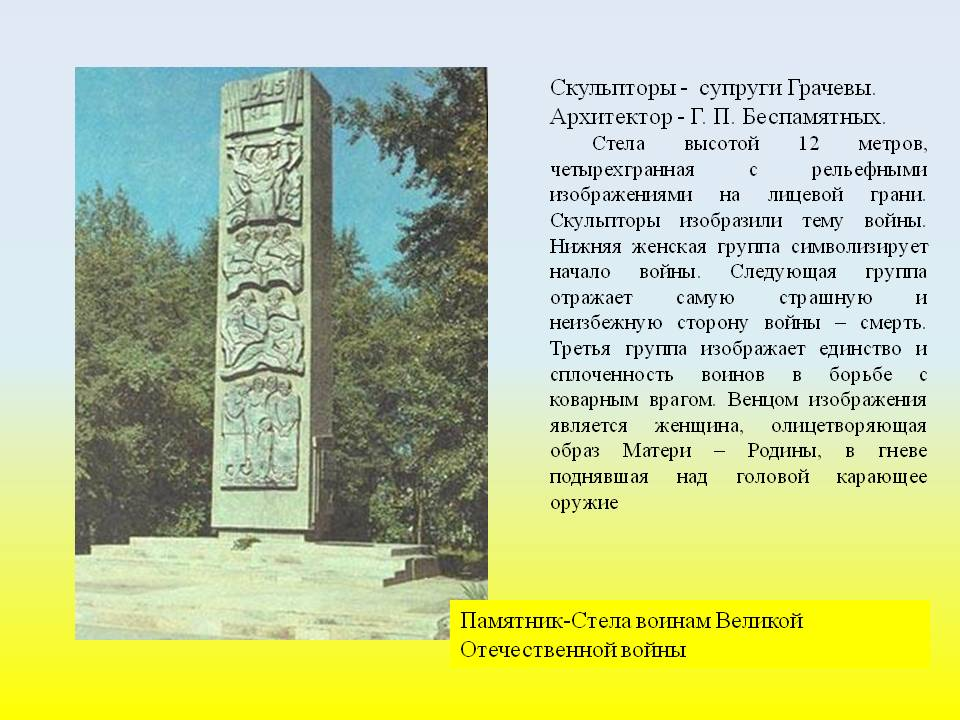 Скульпторы - супруги Грачевы.
Архитектор - Г. П. Беспамятных.
Стела высотой 12 метров,
четырехгранная с рельефными
изображениями на лицевой грани.
Скульпторы изобразили тему войны.
Нижняя женская группа символизирует
начало войны. Следующая группа
отражает самую страшную и
неизбежную сторону войны – смерть.
Третья группа изображает единство и
сплоченность воинов в борьбе с
коварным врагом. Венцом изображения
является женщина, олицетворяющая
образ Матери – Родины, в гневе
поднявшая над головой карающее
оружие
Памятник-Стела воинам Великой
Отечественной войны